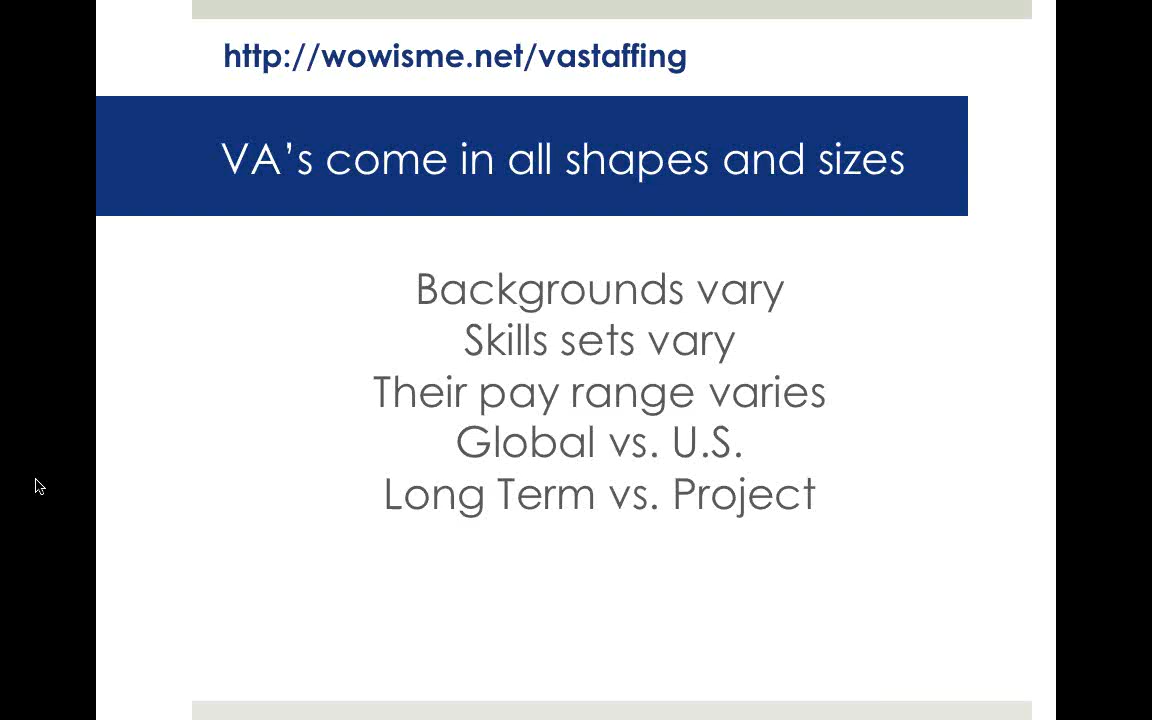 http://wowisme.net/vastaffing
VA’s come in all shapes and sizes
Backgrounds vary
Skills sets vary
Their pay range varies
Global vs. U.S.
Long Term vs. Project